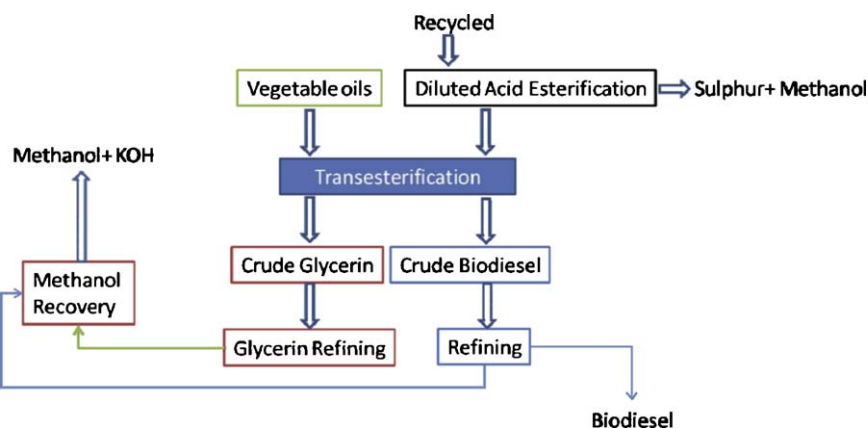 Recycled
Vegetable oils
Diluted Acid Esterification
Sulphur+ Methanol
Methanol+ KOH
Transesterification
Crude Glycerin
Crude Biodiesel
Methanol
Recovery
Glycerin Refining
Refining
Biodiesel